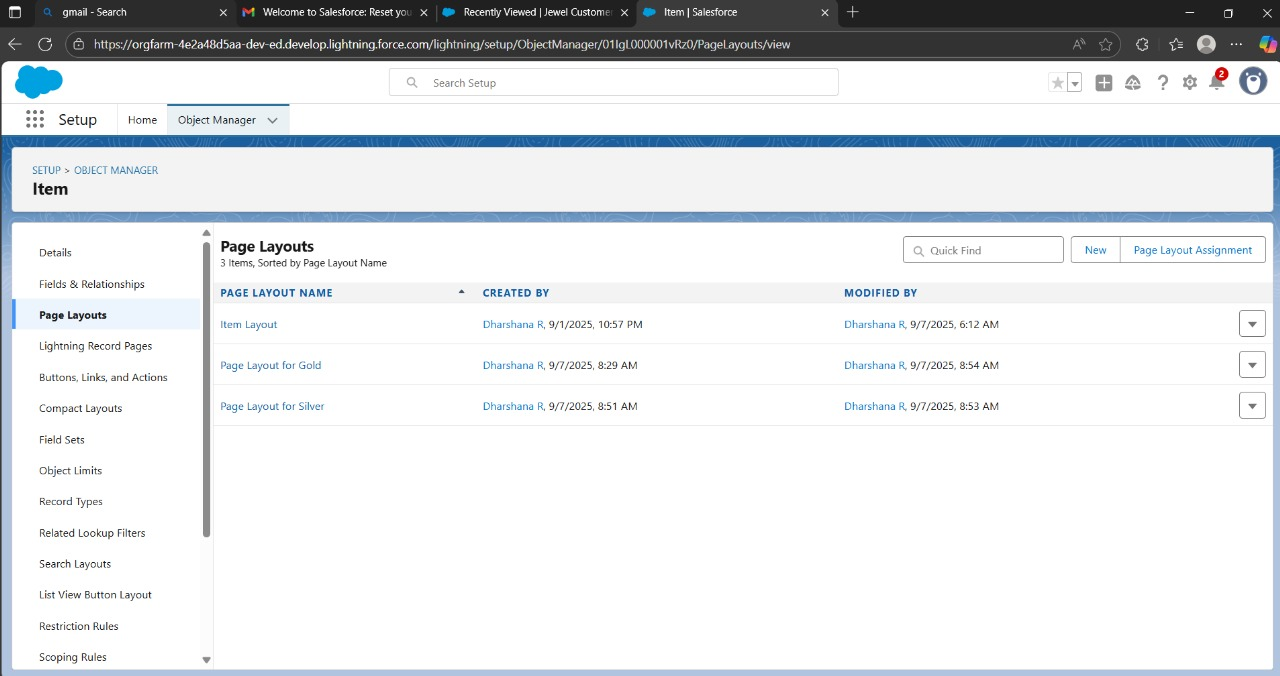 gmail - Search
Welcome to Salesforce: Reset you
Recently Viewed | Jewel Custome
Item | Salesforce
https://orgfarm-4e2a48d5aa-dev-ed.develop.lightning.force.com/lightning/setup/ObjectManager/01IgL000001vRz0/PageLayouts/view
Search Setup
2
Setup
Home
Object Manager
SETUP > OBJECT MANAGER
Item
Details
Fields & Relationships
Page Layouts
Lightning Record Pages
Buttons, Links, and Actions
Compact Layouts
Field Sets
Object Limits
Record Types
Related Lookup Filters
Search Layouts
List View Button Layout
Restriction Rules
Scoping Rules
Page Layouts
3 Items, Sorted by Page Layout Name
Quick Find
New
Page Layout Assignment
PAGE LAYOUT NAME CREATED BY MODIFIED BY
Item Layout Dharshana R, 9/1/2025, 10:57 PM Dharshana R, 9/7/2025, 6:12 AM
Page Layout for Gold Dharshana R, 9/7/2025, 8:29 AM Dharshana R, 9/7/2025, 8:54 AM
Page Layout for Silver Dharshana R, 9/7/2025, 8:51 AM Dharshana R, 9/7/2025, 8:53 AM